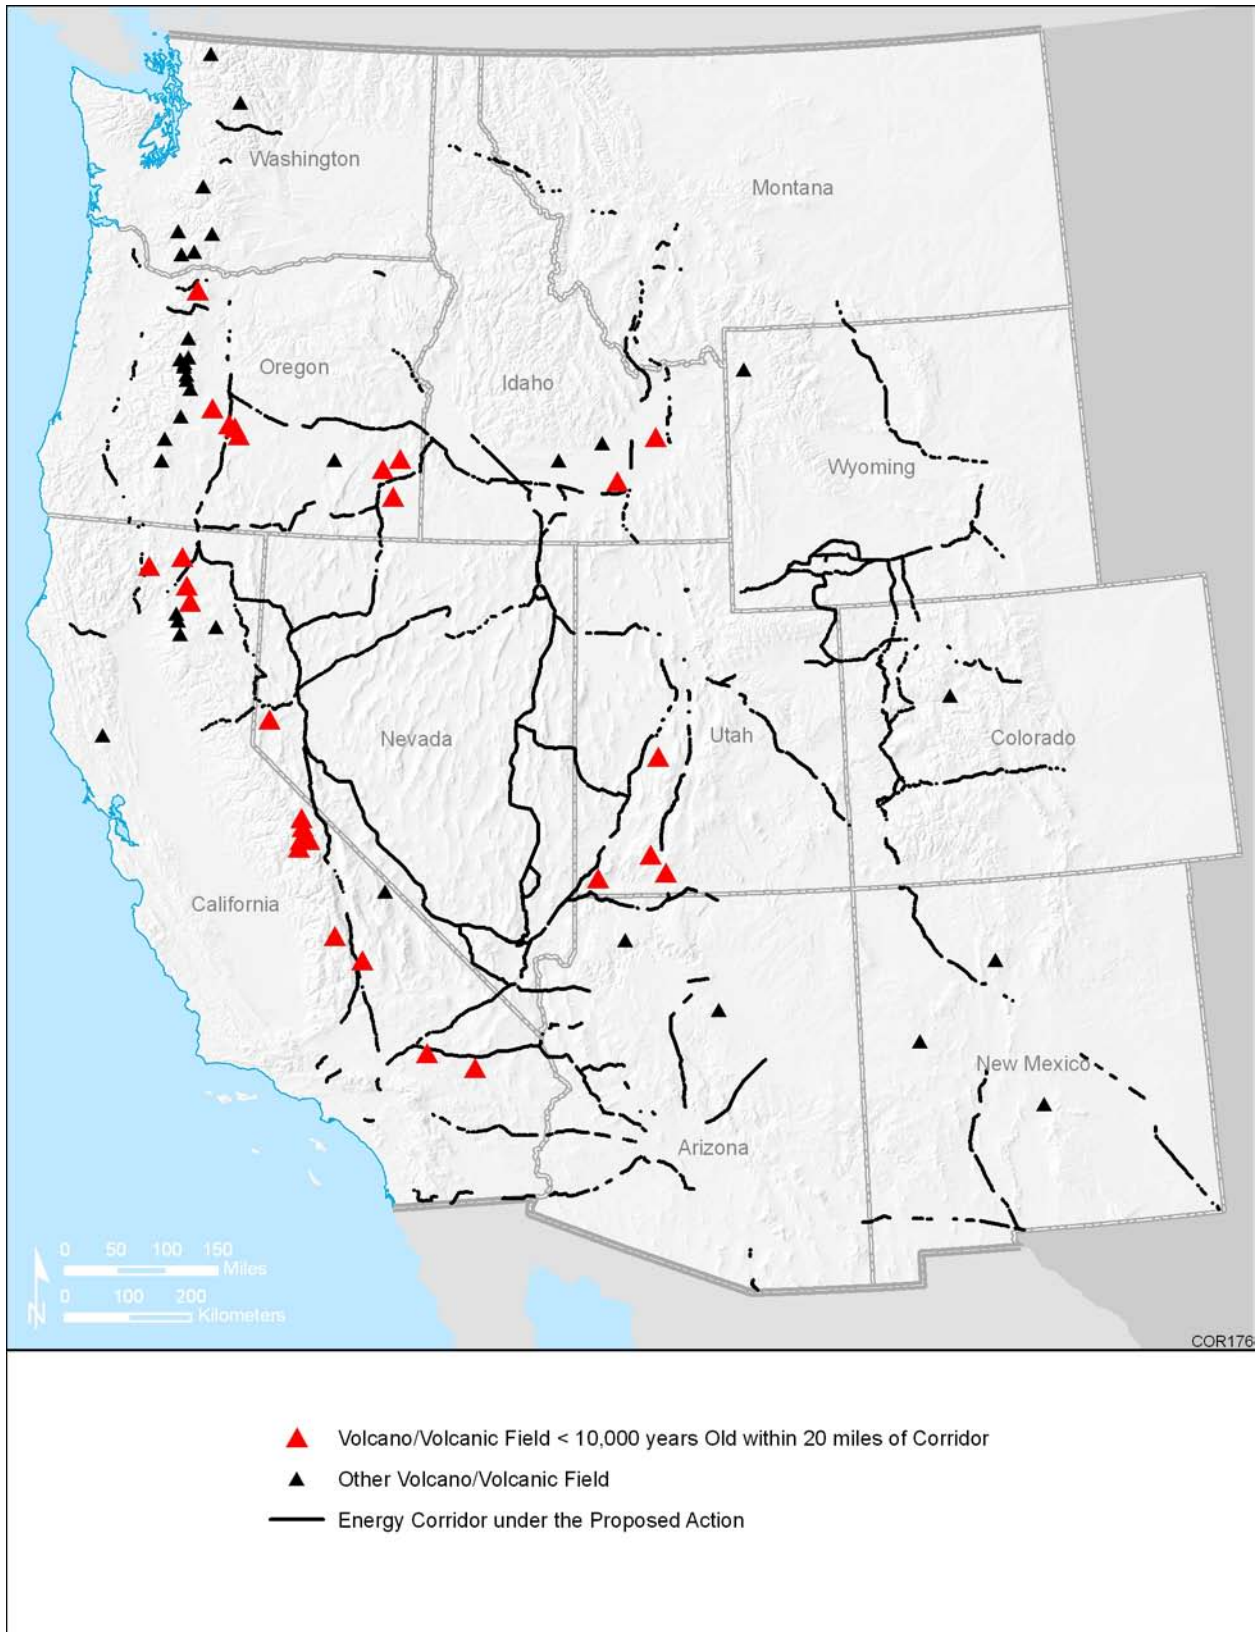 Washington
Montana
Oregon
Idaho
Wyoming
Nevada
Utah
Colorado
California
New Mexico
Arizona
0 50 100 150
Miles
0 100 200
Kilometers
N
COR176
Volcano/Volcanic Field < 10,000 years Old within 20 miles of Corridor
Other Volcano/Volcanic Field
Energy Corridor under the Proposed Action